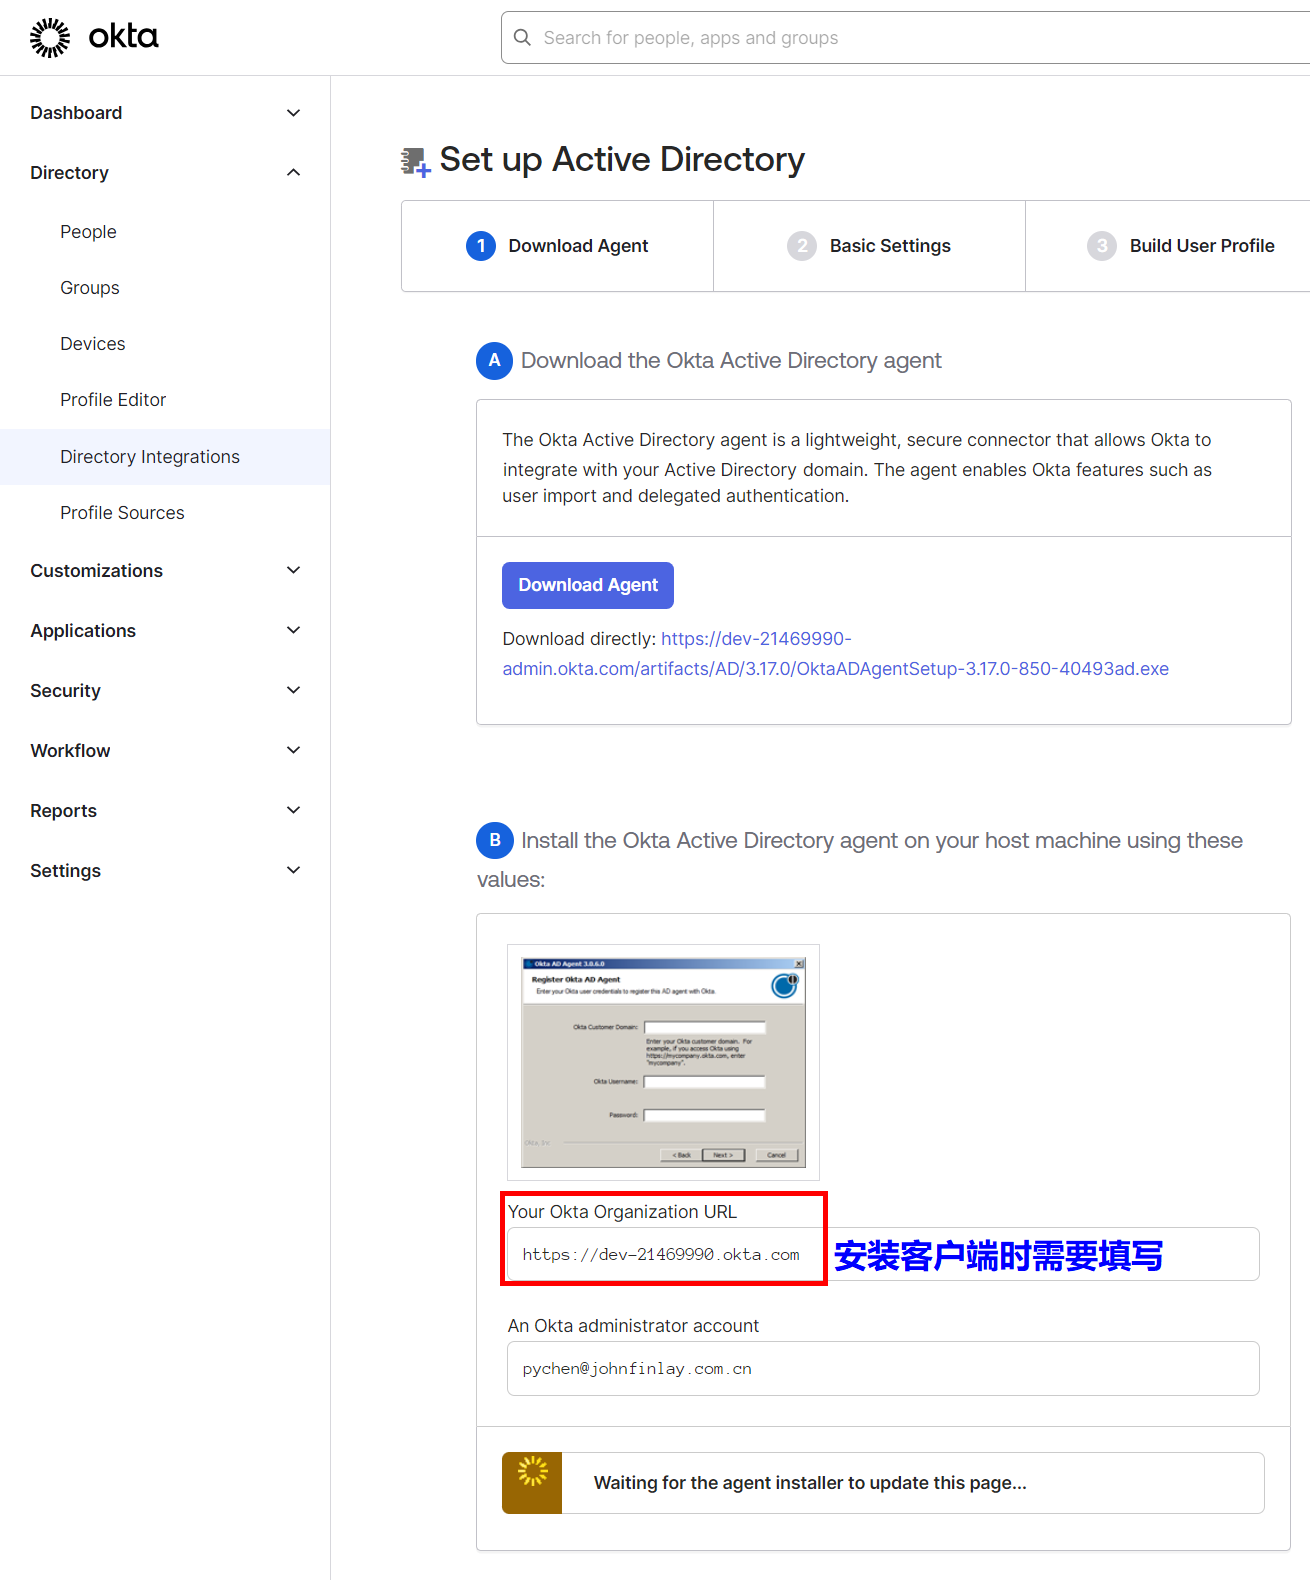 okta
Search for people, apps and groups
Dashboard
Directory
People
Groups
Devices
Profile Editor
Directory Integrations
Profile Sources
Customizations
Applications
Security
Workflow
Reports
Settings
Set up Active Directory
1 Download Agent
2 Basic Settings
3 Build User Profile
A Download the Okta Active Directory agent
The Okta Active Directory agent is a lightweight, secure connector that allows Okta to
integrate with your Active Directory domain. The agent enables Okta features such as
user import and delegated authentication.
Download Agent
Download directly: https://dev-21469990-
admin.okta.com/artifacts/AD/3.17.0/OktaADAgentSetup-3.17.0-850-40493ad.exe
B Install the Okta Active Directory agent on your host machine using these
values:
Okta AD Agent 3.0.6.0
Register Okta AD Agent
Enter your Okta user credentials to register this AD agent with Okta.
Okta Customer Domain:
Enter your Okta customer domain. For
example, if you access Okta using
https://mycompany.okta.com, enter
"mycompany".
Okta Username:
Password:
Okta, Inc
< Back
Next >
Cancel
Your Okta Organization URL
https://dev-21469990.okta.com
安装客户端时需要填写
An Okta administrator account
pychen@johnfinlay.com.cn
Waiting for the agent installer to update this page...